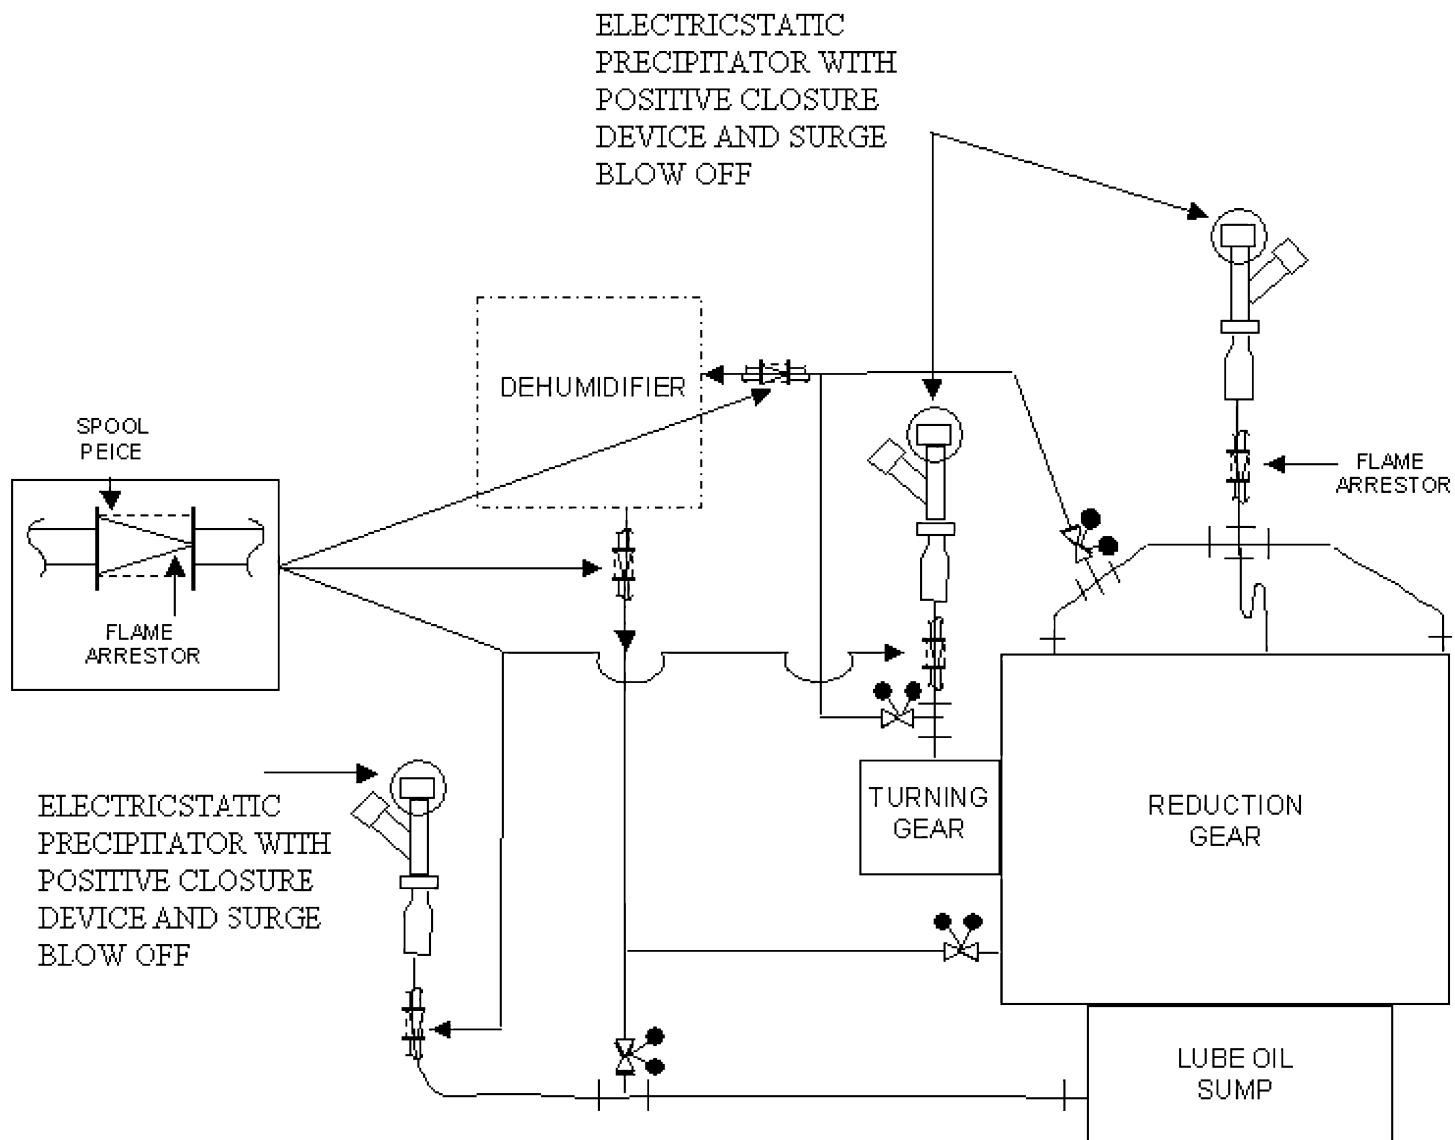 ELECTRICSTATIC
PRECIPITATOR WITH
POSITIVE CLOSURE
DEVICE AND SURGE
BLOW OFF
DEHUMIDIFIER
SPOOL
PEICE
FLAME
ARRESTOR
FLAME
ARRESTOR
ELECTRICSTATIC
PRECIPITATOR WITH
POSITIVE CLOSURE
DEVICE AND SURGE
BLOW OFF
TURNING
GEAR
REDUCTION
GEAR
LUBE OIL
SUMP